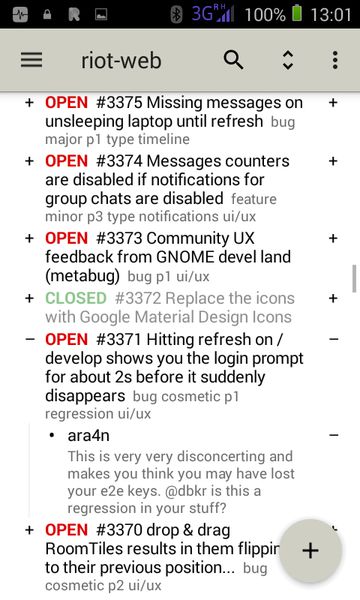 R 3G R H 100% 13:01
riot-web
+ OPEN #3375 Missing messages on +
unsleeping laptop until refresh bug
major p1 type timeline
+ OPEN #3374 Messages counters +
are disabled if notifications for
group chats are disabled feature
minor p3 type notifications ui/ux
+ OPEN #3373 Community UX +
feedback from GNOME devel land
(metabug) bug p1 ui/ux
+ CLOSED #3372 Replace the icons +
with Google Material Design Icons
− OPEN #3371 Hitting refresh on / −
develop shows you the login prompt
for about 2s before it suddenly
disappears bug cosmetic p1
regression ui/ux
• ara4n −
This is very very disconcerting and
makes you think you may have lost
your e2e keys. @dbkr is this a
regression in your stuff?
+ OPEN #3370 drop & drag +
RoomTiles results in them flippin
to their previous position... bug
cosmetic p2 ui/ux
+